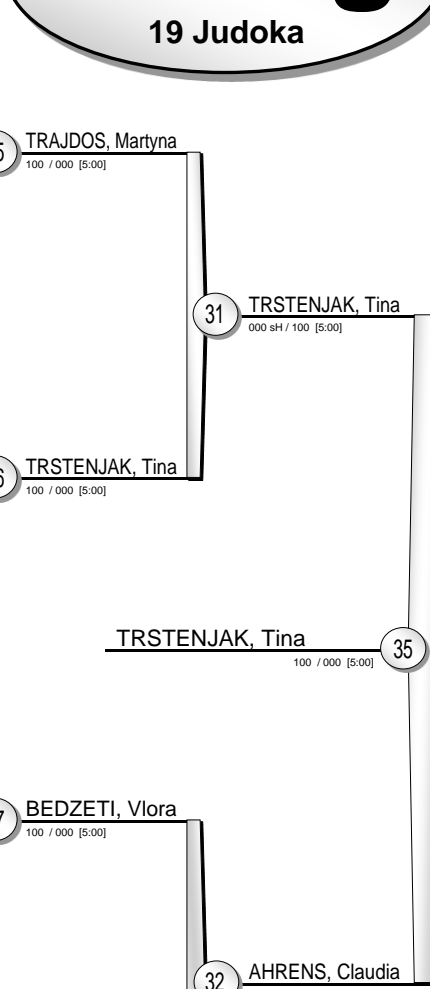 19 Judoka
TRAJDOS, Martyna
100 / 000 [5:00]
31
TRSTENJAK, Tina
000 sH / 100 [5:00]
TRSTENJAK, Tina
100 / 000 [5:00]
TRSTENJAK, Tina
100 / 000 [5:00]
35
BEDZETI, Vlora
100 / 000 [5:00]
32
AHRENS, Claudia